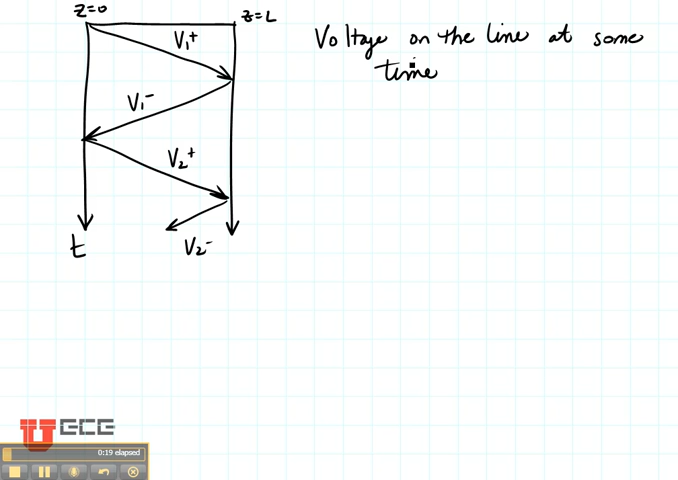 z=0
z=L
V1+
V1-
V2+
V2-
t
Voltage on the line at some
time
U ECE
0:19 elapsed